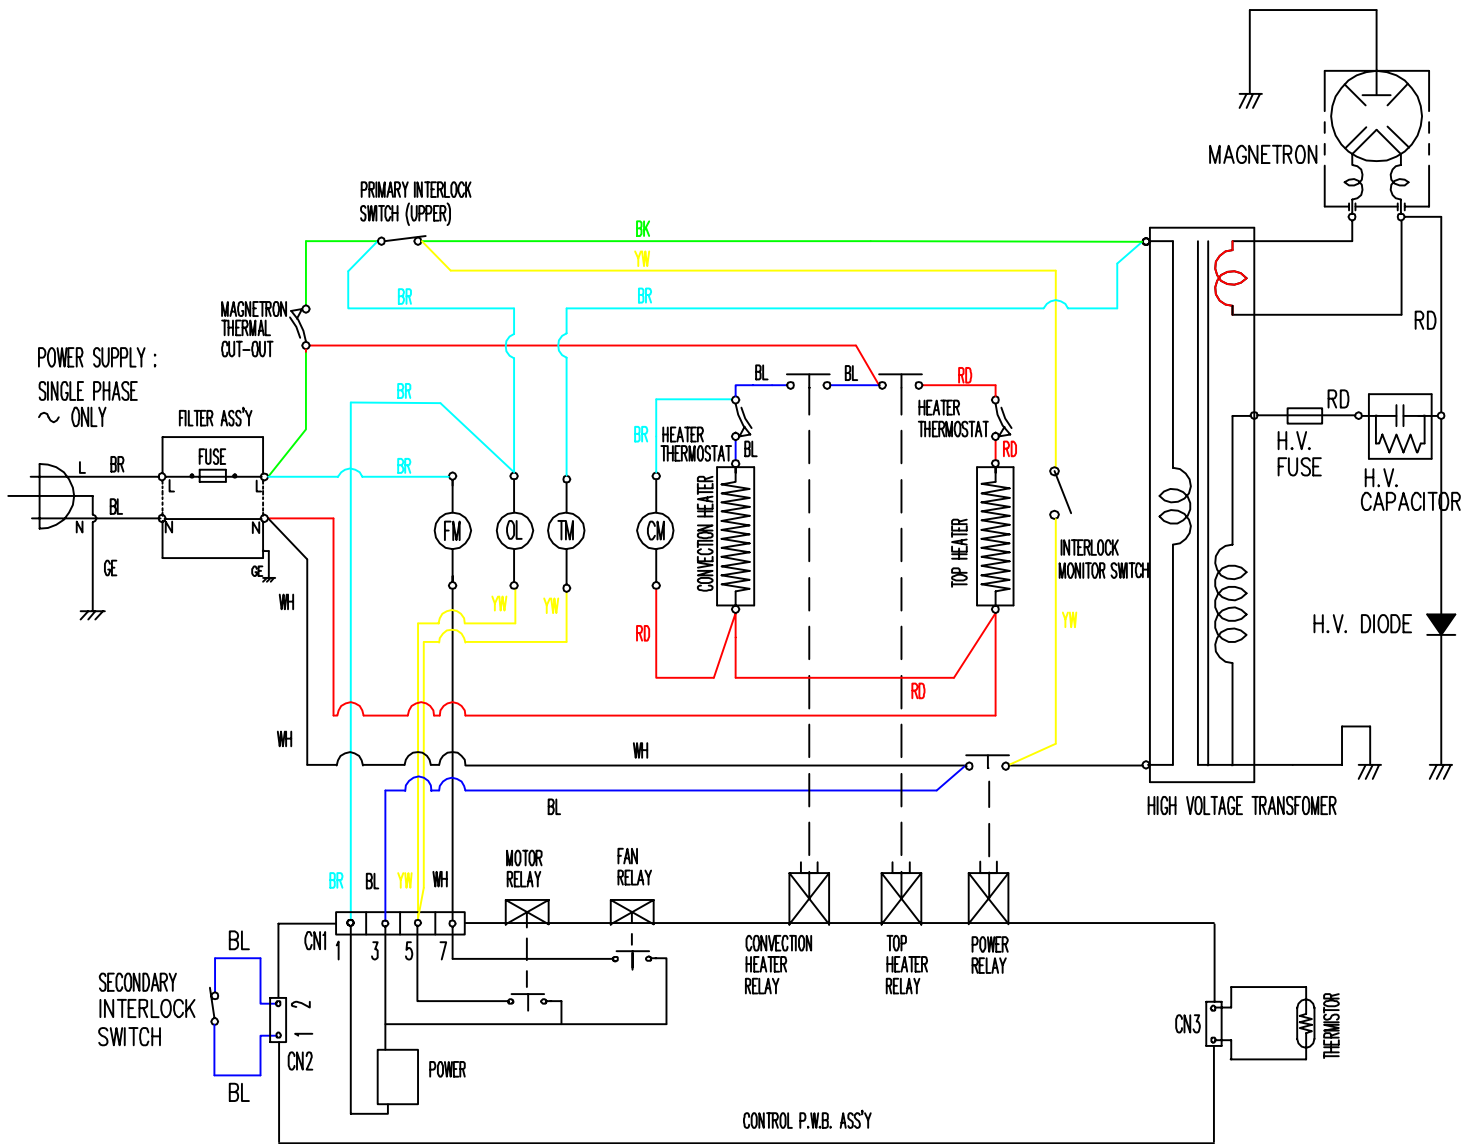 MAGNETRON
PRIMARY INTERLOCK
SWITCH (UPPER)
BK
YW
BR
BR
MAGNETRON
THERMAL
CUT-OUT
RD
POWER SUPPLY :
SINGLE PHASE
~ ONLY
FILTER ASS'Y
FUSE
L
BR
L
L
BL
N
N
N
GE
GE
WH
BR
BR
BR
BL
BL
RD
HEATER
THERMOSTAT
BL
HEATER
THERMOSTAT
RD
RD
H.V.
FUSE
H.V.
CAPACITOR
FM
OL
TM
CM
CONVECTION HEATER
TOP HEATER
INTERLOCK
MONITOR SWITCH
YW
YW
RD
YW
H.V. DIODE
RD
WH
WH
BL
HIGH VOLTAGE TRANSFOMER
BR
BL
YW
WH
MOTOR
RELAY
FAN
RELAY
CN1
1
3
5
7
CONVECTION
HEATER
RELAY
TOP
HEATER
RELAY
POWER
RELAY
BL
SECONDARY
INTERLOCK
SWITCH
2
1
CN2
BL
POWER
CN3
THERMISTOR
CONTROL P.W.B. ASS'Y